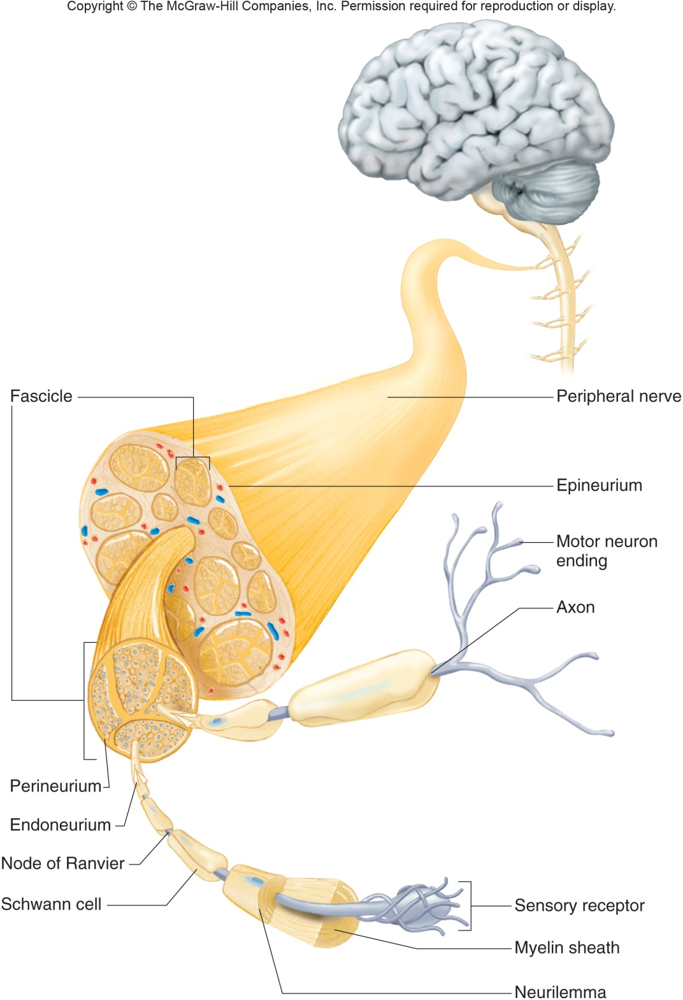 Copyright © The McGraw-Hill Companies, Inc. Permission required for reproduction or display.
Fascicle
Peripheral nerve
Epineurium
Motor neuron
ending
Axon
Perineurium
Endoneurium
Node of Ranvier
Schwann cell
Sensory receptor
Myelin sheath
Neurilemma